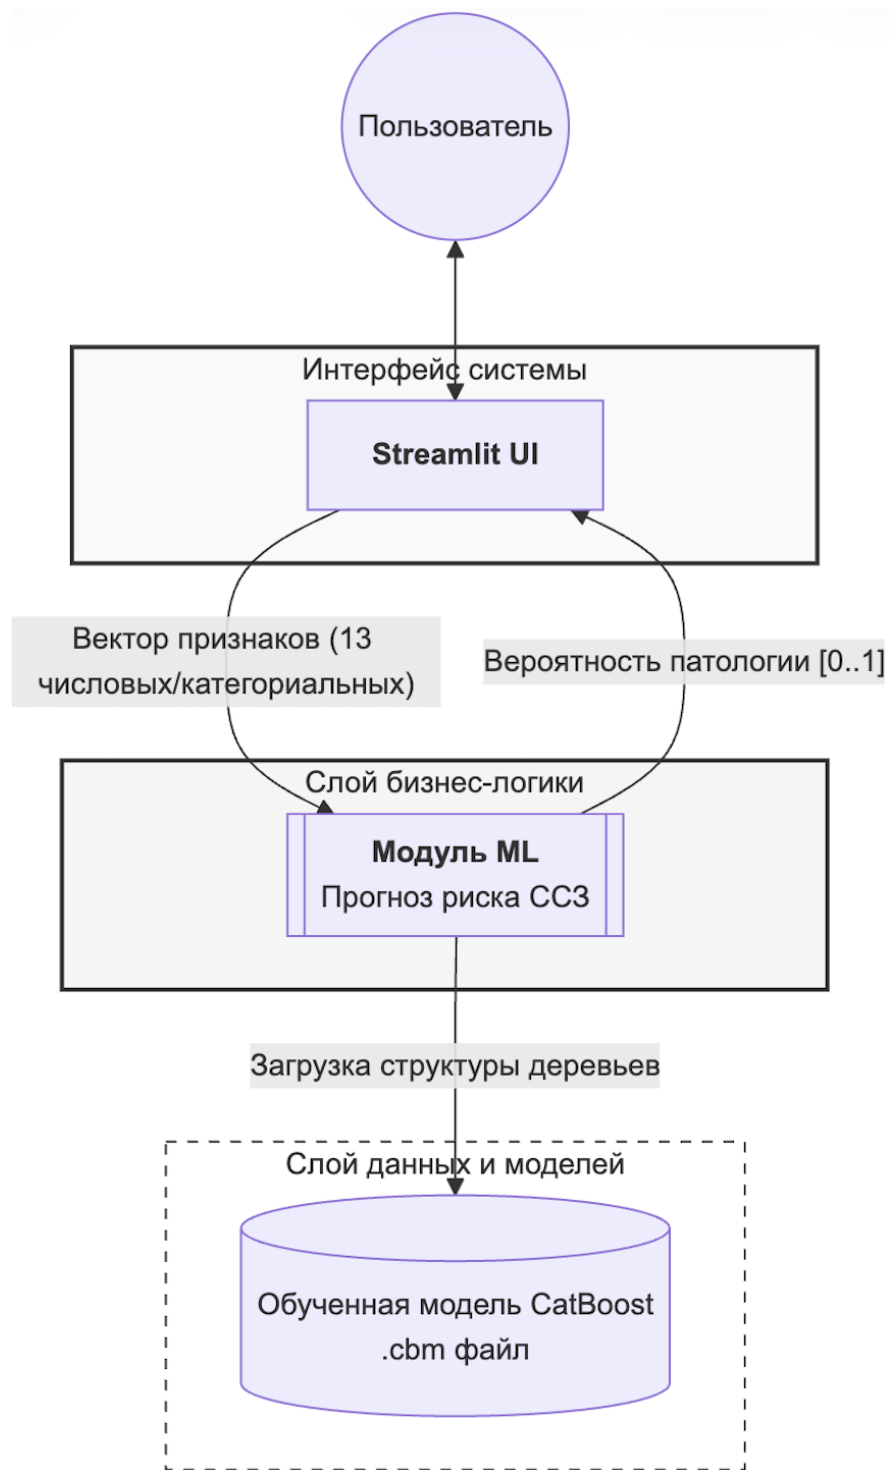 Пользователь
Интерфейс системы
Streamlit UI
Вектор признаков (13
числовых/категориальных)
Вероятность патологии [0..1]
Слой бизнес-логики
Модуль ML
Прогноз риска ССЗ
Загрузка структуры деревьев
Слой данных и моделей
Обученная модель CatBoost
.cbm файл